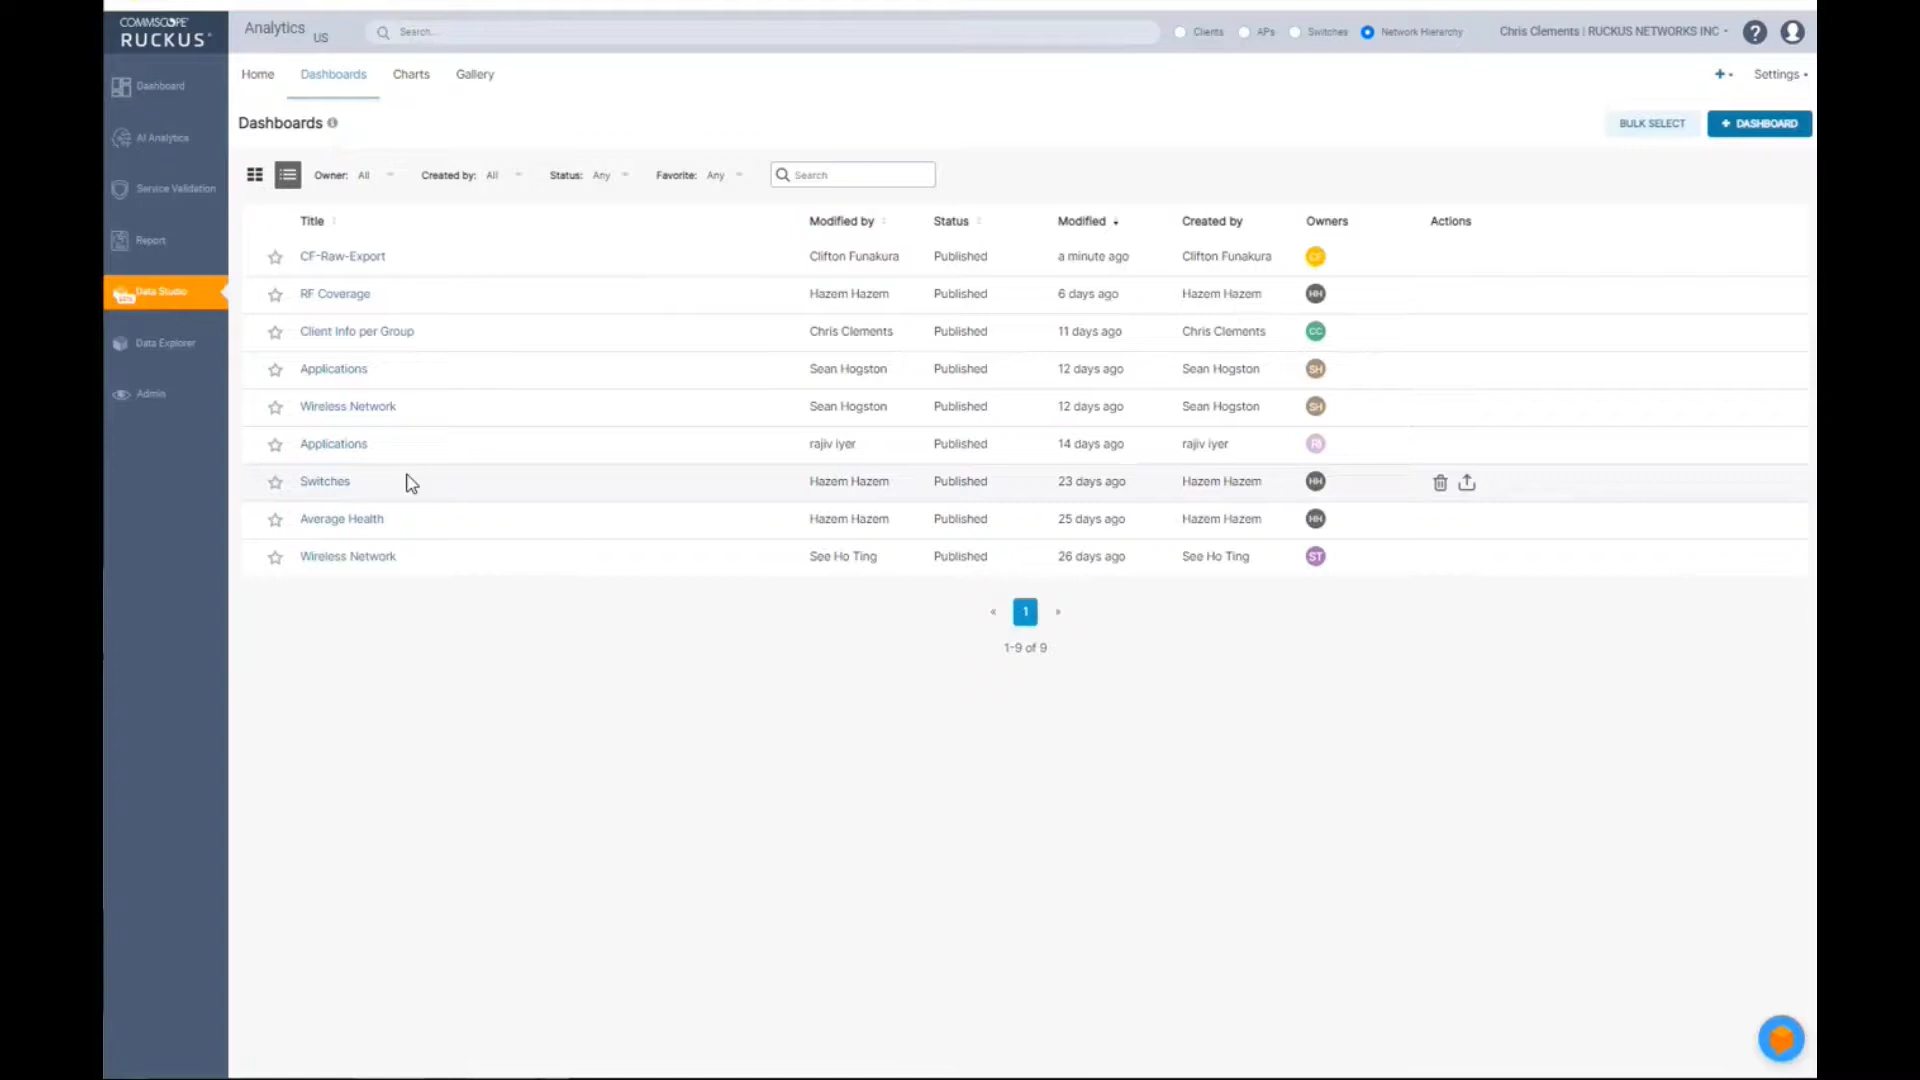 COMMSCOPE
RUCKUS
Analytics US
Search...
Clients APs Switches Network Hierarchy
Chris Clements | RUCKUS NETWORKS INC
?
Dashboard
AI Analytics
Service Validation
Report
Data Studio
Data Explorer
Admin
Home Dashboards Charts Gallery
+ Settings
Dashboards
BULK SELECT + DASHBOARD
Owner: All Created by: All Status: Any Favorite: Any Search
Title Modified by Status Modified Created by Owners Actions
CF-Raw-Export Clifton Funakura Published a minute ago Clifton Funakura CF
RF Coverage Hazem Hazem Published 6 days ago Hazem Hazem HH
Client Info per Group Chris Clements Published 11 days ago Chris Clements CC
Applications Sean Hogston Published 12 days ago Sean Hogston SH
Wireless Network Sean Hogston Published 12 days ago Sean Hogston SH
Applications rajiv iyer Published 14 days ago rajiv iyer RI
Switches Hazem Hazem Published 23 days ago Hazem Hazem HH
Average Health Hazem Hazem Published 25 days ago Hazem Hazem HH
Wireless Network See Ho Ting Published 26 days ago See Ho Ting ST
« 1 »
1-9 of 9